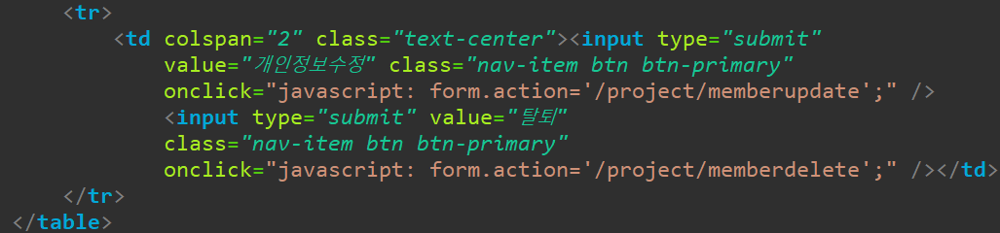 <tr>
<td colspan="2" class="text-center"><input type="submit"
value="개인정보수정" class="nav-item btn btn-primary"
onclick="javascript: form.action='/project/memberupdate';" />
<input type="submit" value="탈퇴"
class="nav-item btn btn-primary"
onclick="javascript: form.action='/project/memberdelete';" /></td>
</tr>
</table>